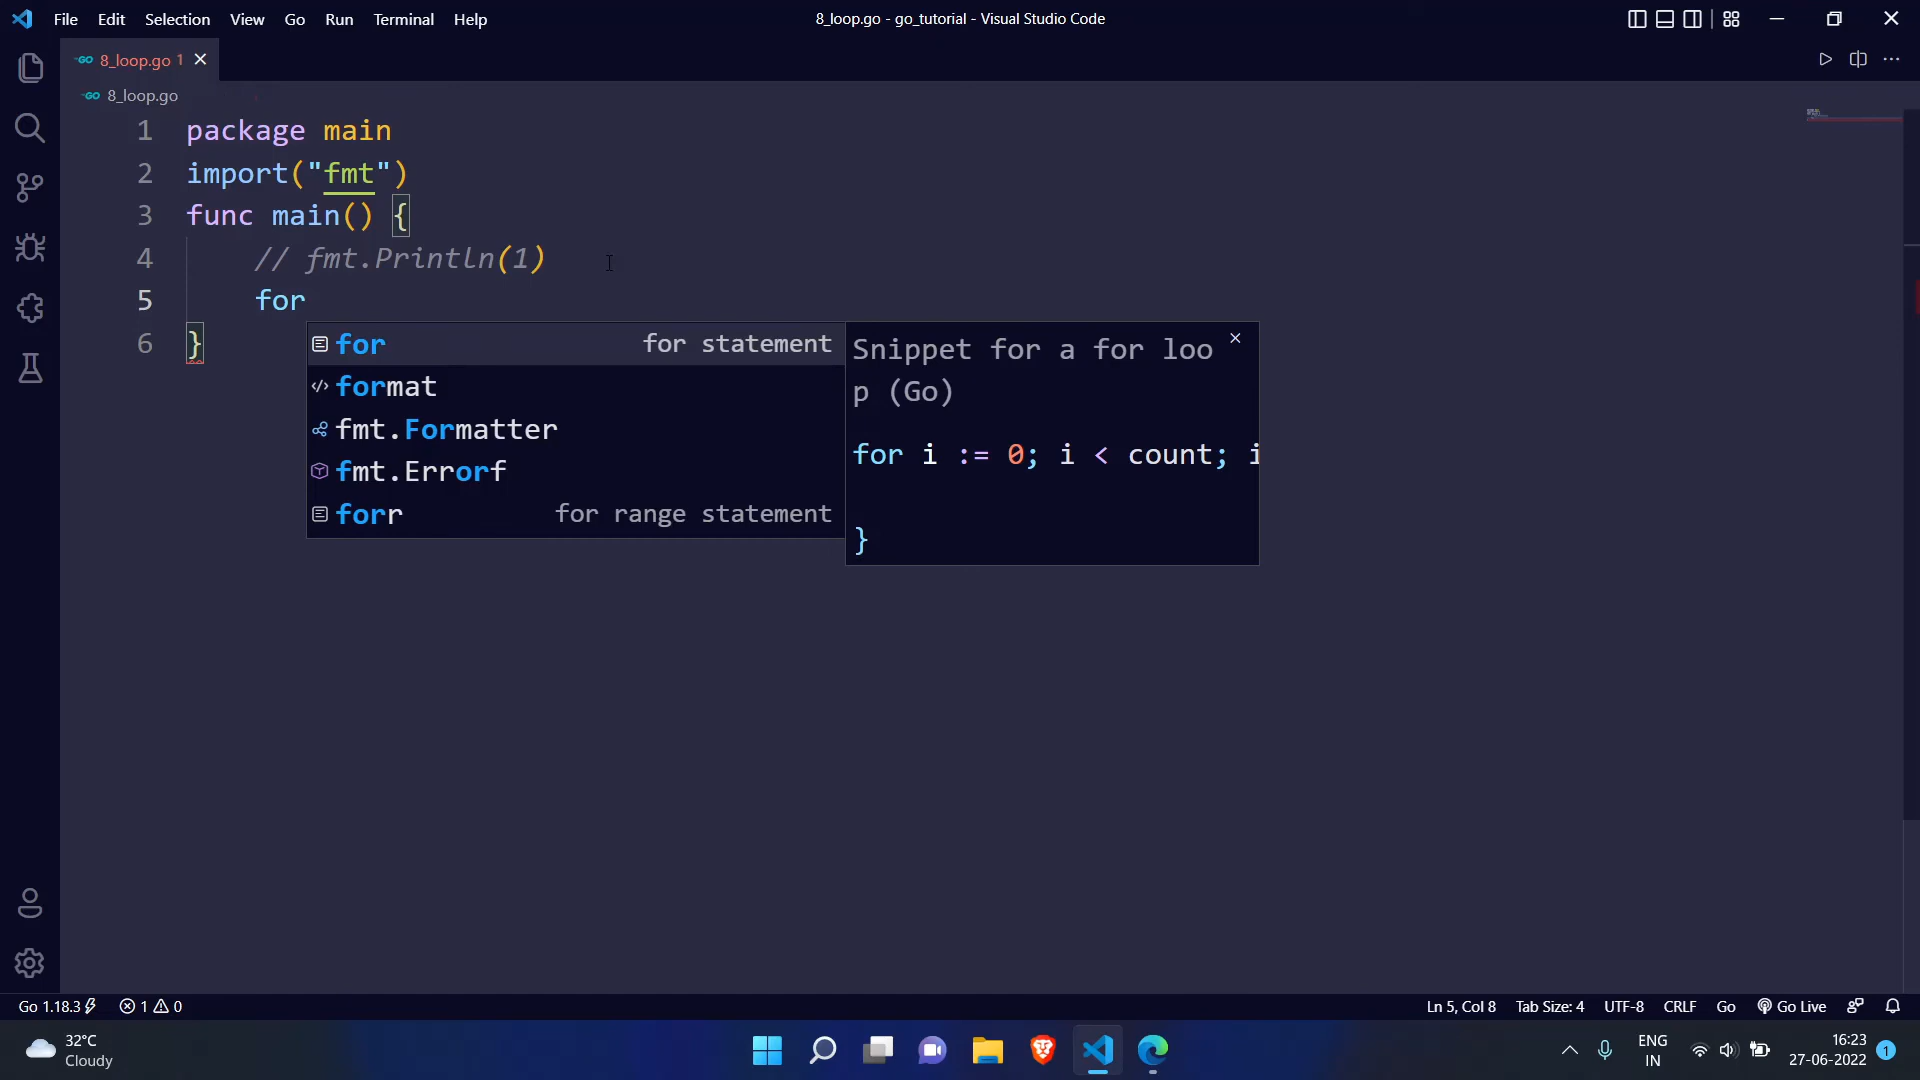 File Edit Selection View Go Run Terminal Help 8_loop.go - go_tutorial - Visual Studio Code
GO 8_loop.go 1
GO 8_loop.go
1 package main
2 import("fmt")
3 func main() {
4 // fmt.Println(1)
5 for
6 }
for for statement
format
fmt.Formatter
fmt.Errorf
forr for range statement
Snippet for a for loo
p (Go)
for i := 0; i < count; i
}
Go 1.18.3 1 0 Ln 5, Col 8 Tab Size: 4 UTF-8 CRLF Go Go Live
32°C
Cloudy
ENG
IN
16:23
27-06-2022
1